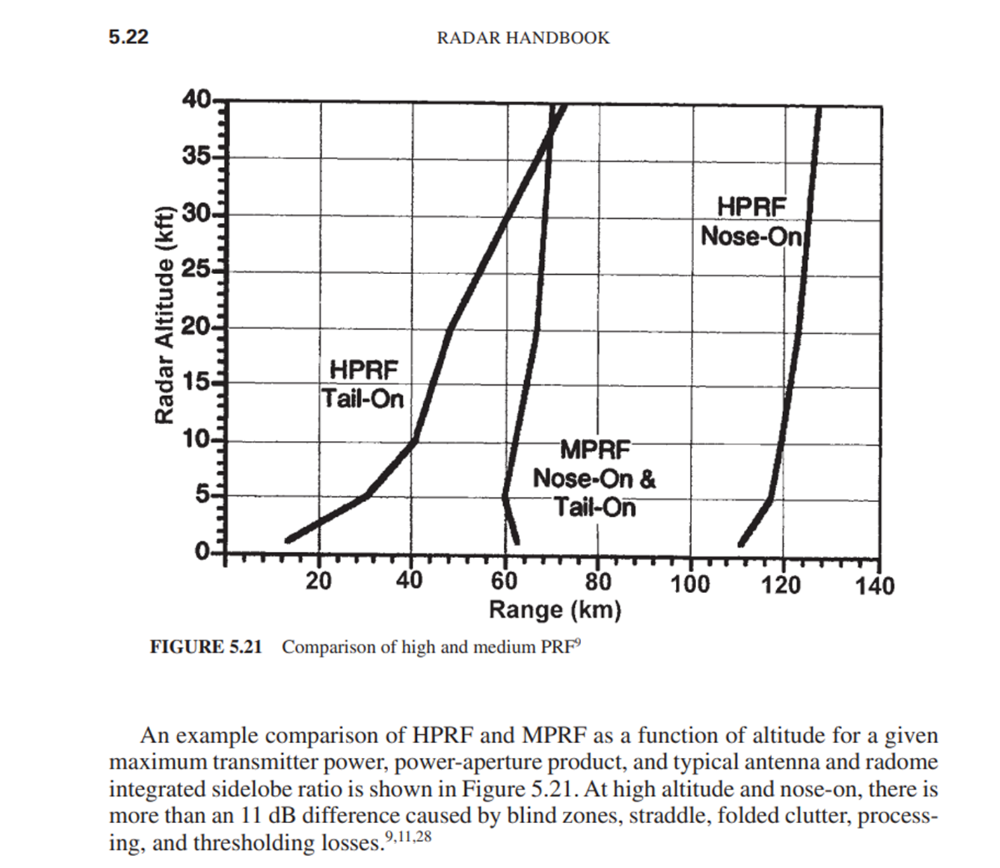 5.22
RADAR HANDBOOK
40
35
30
25
20
15
10
5
0
Radar Altitude (kft)
HPRF
Nose-On
HPRF
Tail-On
MPRF
Nose-On &
Tail-On
20 40 60 80 100 120 140
Range (km)
FIGURE 5.21 Comparison of high and medium PRF9
An example comparison of HPRF and MPRF as a function of altitude for a given
maximum transmitter power, power-aperture product, and typical antenna and radome
integrated sidelobe ratio is shown in Figure 5.21. At high altitude and nose-on, there is
more than an 11 dB difference caused by blind zones, straddle, folded clutter, process-
ing, and thresholding losses.9,11,28